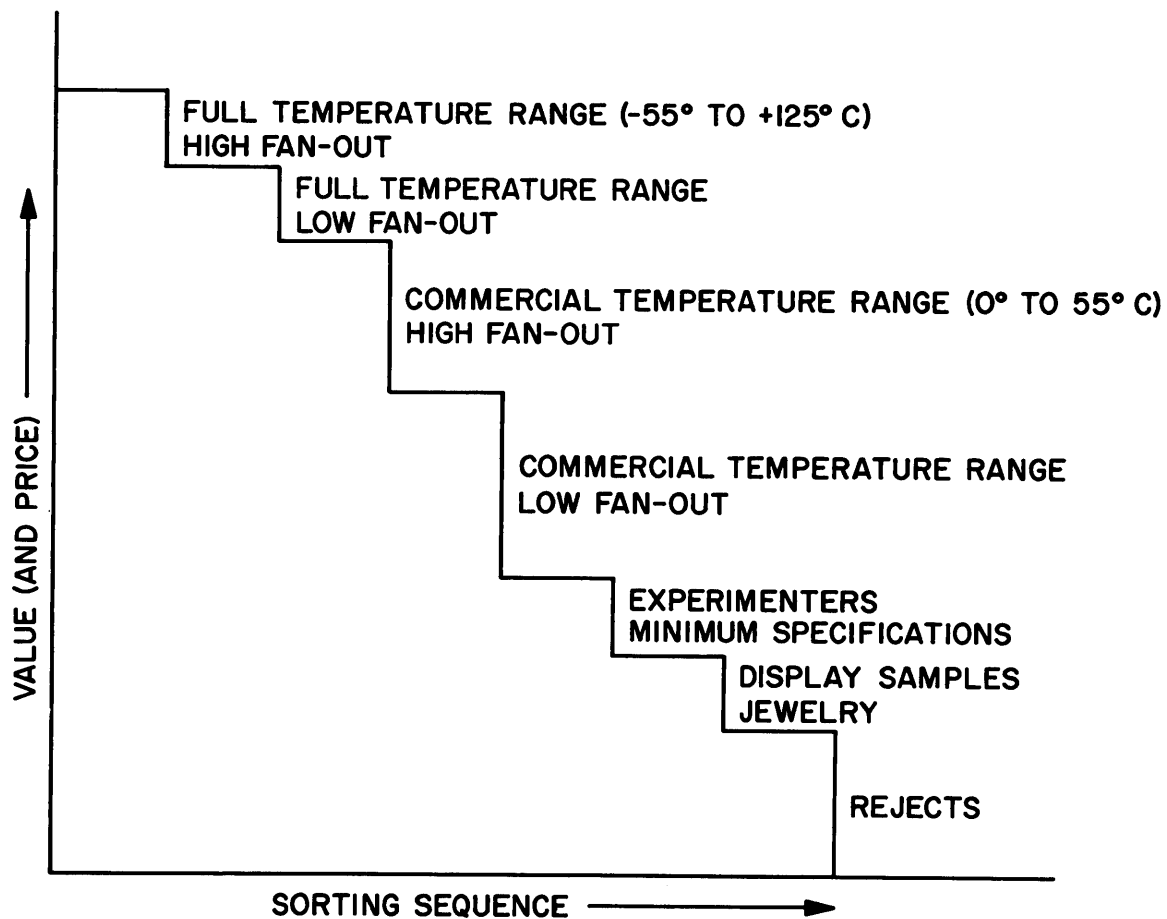 FULL TEMPERATURE RANGE (-55° TO +125° C)
HIGH FAN-OUT
FULL TEMPERATURE RANGE
LOW FAN-OUT
COMMERCIAL TEMPERATURE RANGE (0° TO 55° C)
HIGH FAN-OUT
COMMERCIAL TEMPERATURE RANGE
LOW FAN-OUT
EXPERIMENTERS
MINIMUM SPECIFICATIONS
DISPLAY SAMPLES
JEWELRY
REJECTS
VALUE (AND PRICE)
SORTING SEQUENCE